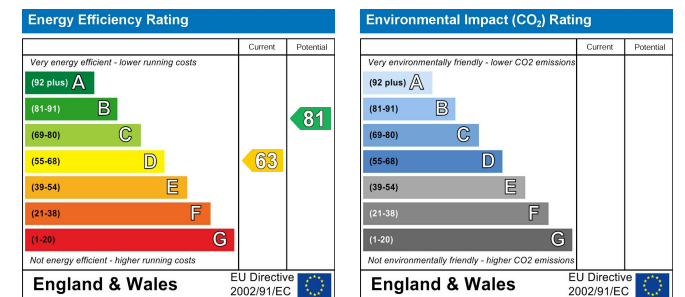 Energy Efficiency Rating
Current Potential
Very energy efficient - lower running costs
(92 plus) A
(81-91) B
(69-80) C
(55-68) D
(39-54) E
(21-38) F
(1-20) G
81
63
Not energy efficient - higher running costs
England & Wales
EU Directive
2002/91/EC
Environmental Impact (CO₂) Rating
Current Potential
Very environmentally friendly - lower CO2 emissions
(92 plus) A
(81-91) B
(69-80) C
(55-68) D
(39-54) E
(21-38) F
(1-20) G
Not environmentally friendly - higher CO2 emissions
England & Wales
EU Directive
2002/91/EC